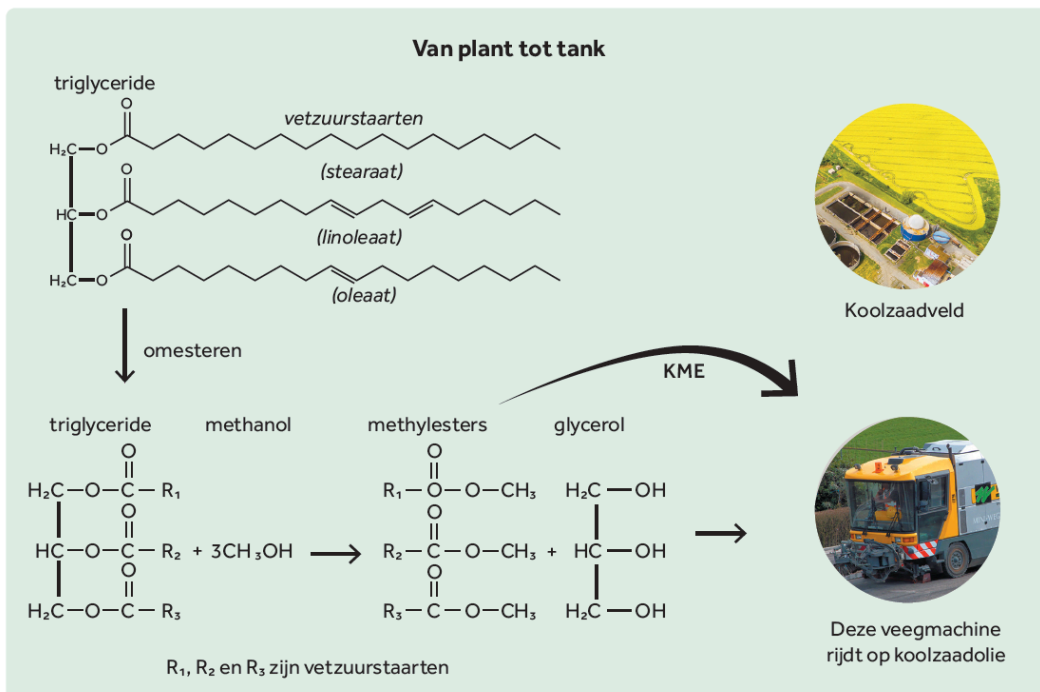 Van plant tot tank
triglyceride
O
vetzuurstaarten
H₂C—O
(stearaat)
O
HC—O
(linoleaat)
O
H₂C—O
(oleaat)
Koolzaadveld
omesteren
KME
triglyceride methanol methylesters glycerol
O O
H₂C—O—C—R₁ R₁—O—O—CH₃ H₂C—OH
O O
HC—O—C—R₂ + 3CH₃OH R₂—C—O—CH₃ + HC—OH
O O
H₂C—O—C—R₃ R₃—C—O—CH₃ H₂C—OH
R₁, R₂ en R₃ zijn vetzuurstaarten
Deze veegmachine
rijdt op koolzaadolie